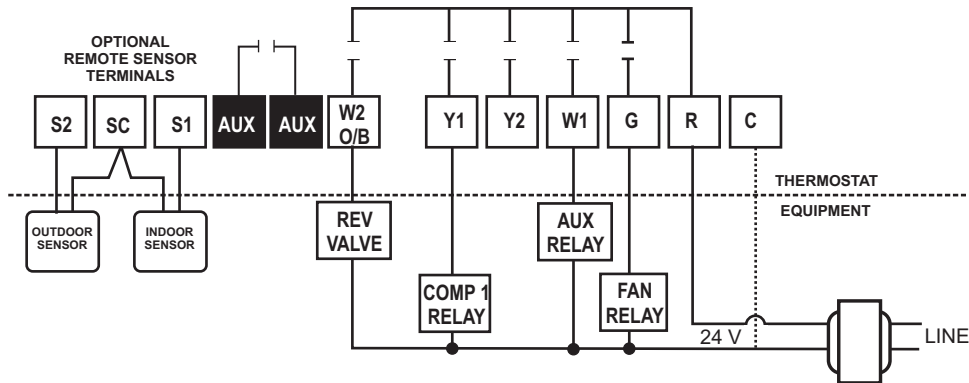 OPTIONAL
REMOTE SENSOR
TERMINALS
S2
SC
S1
AUX
AUX
W2
O/B
Y1
Y2
W1
G
R
C
THERMOSTAT
EQUIPMENT
OUTDOOR
SENSOR
INDOOR
SENSOR
REV
VALVE
AUX
RELAY
COMP 1
RELAY
FAN
RELAY
24 V
LINE